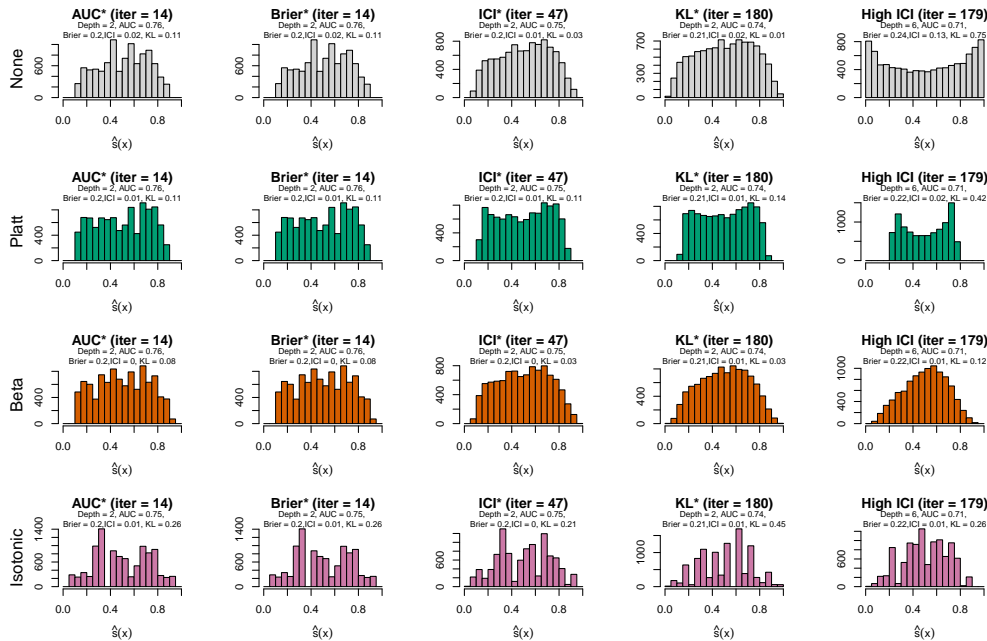 AUC* (iter = 14)
Depth = 2, AUC = 0.76,
Brier = 0.2,ICI = 0.02, KL = 0.11
Brier* (iter = 14)
Depth = 2, AUC = 0.76,
Brier = 0.2,ICI = 0.02, KL = 0.11
ICI* (iter = 47)
Depth = 2, AUC = 0.75,
Brier = 0.2,ICI = 0.01, KL = 0.03
KL* (iter = 180)
Depth = 2, AUC = 0.74,
Brier = 0.21,ICI = 0.02, KL = 0.01
High ICI (iter = 179)
Depth = 6, AUC = 0.71,
Brier = 0.24,ICI = 0.13, KL = 0.75
None
0 600
0 600
0 200 500 800
0 300 500 700
0 400 800
0.0 0.4 0.8
0.0 0.4 0.8
0.0 0.4 0.8
0.0 0.4 0.8
0.0 0.4 0.8
ŝ(x)
ŝ(x)
ŝ(x)
ŝ(x)
ŝ(x)
AUC* (iter = 14)
Depth = 2, AUC = 0.76,
Brier = 0.2,ICI = 0.01, KL = 0.11
Brier* (iter = 14)
Depth = 2, AUC = 0.76,
Brier = 0.2,ICI = 0.01, KL = 0.11
ICI* (iter = 47)
Depth = 2, AUC = 0.75,
Brier = 0.2,ICI = 0.01, KL = 0.11
KL* (iter = 180)
Depth = 2, AUC = 0.74,
Brier = 0.21,ICI = 0.01, KL = 0.14
High ICI (iter = 179)
Depth = 6, AUC = 0.71,
Brier = 0.22,ICI = 0.02, KL = 0.42
Platt
0 400
0 400
0 400 800
0 400
0 1000
0.0 0.4 0.8
0.0 0.4 0.8
0.0 0.4 0.8
0.0 0.4 0.8
0.0 0.4 0.8
ŝ(x)
ŝ(x)
ŝ(x)
ŝ(x)
ŝ(x)
AUC* (iter = 14)
Depth = 2, AUC = 0.76,
Brier = 0.2,ICI = 0, KL = 0.08
Brier* (iter = 14)
Depth = 2, AUC = 0.76,
Brier = 0.2,ICI = 0, KL = 0.08
ICI* (iter = 47)
Depth = 2, AUC = 0.75,
Brier = 0.2,ICI = 0, KL = 0.03
KL* (iter = 180)
Depth = 2, AUC = 0.74,
Brier = 0.21,ICI = 0.01, KL = 0.03
High ICI (iter = 179)
Depth = 6, AUC = 0.71,
Brier = 0.22,ICI = 0.01, KL = 0.12
Beta
0 400
0 400
0 400 800
0 400
0 400 1000
0.0 0.4 0.8
0.0 0.4 0.8
0.0 0.4 0.8
0.0 0.4 0.8
0.0 0.4 0.8
ŝ(x)
ŝ(x)
ŝ(x)
ŝ(x)
ŝ(x)
AUC* (iter = 14)
Depth = 2, AUC = 0.75,
Brier = 0.2,ICI = 0.01, KL = 0.26
Brier* (iter = 14)
Depth = 2, AUC = 0.75,
Brier = 0.2,ICI = 0.01, KL = 0.26
ICI* (iter = 47)
Depth = 2, AUC = 0.75,
Brier = 0.2,ICI = 0, KL = 0.21
KL* (iter = 180)
Depth = 2, AUC = 0.74,
Brier = 0.21,ICI = 0.01, KL = 0.45
High ICI (iter = 179)
Depth = 6, AUC = 0.71,
Brier = 0.22,ICI = 0.01, KL = 0.26
Isotonic
0 600 1400
0 600 1400
0 600
0 1000
0 600
0.0 0.4 0.8
0.0 0.4 0.8
0.0 0.4 0.8
0.0 0.4 0.8
0.0 0.4 0.8
ŝ(x)
ŝ(x)
ŝ(x)
ŝ(x)
ŝ(x)